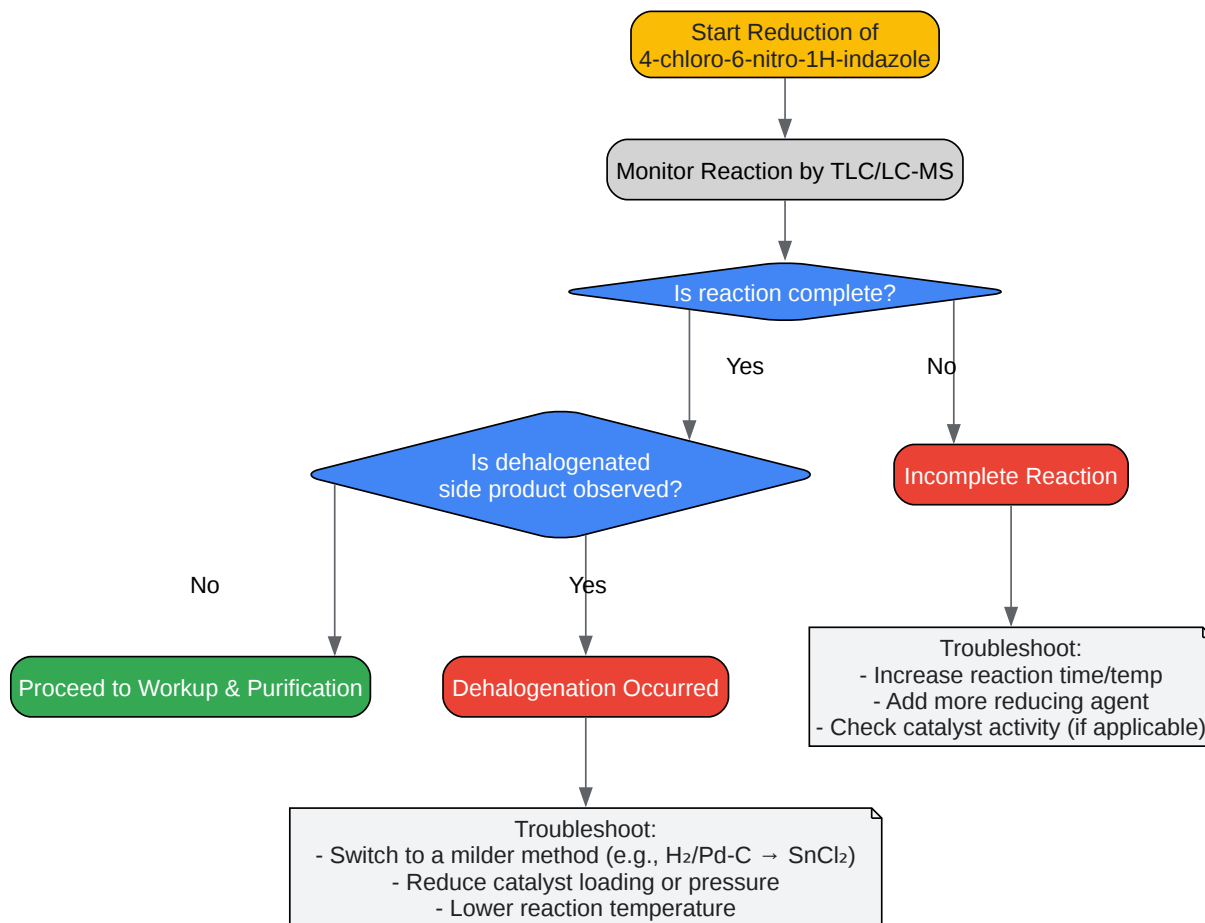 Start Reduction of
4-chloro-6-nitro-1H-indazole
Monitor Reaction by TLC/LC-MS
Is reaction complete?
Yes
No
Is dehalogenated
side product observed?
Incomplete Reaction
No
Yes
Troubleshoot:
- Increase reaction time/temp
- Add more reducing agent
- Check catalyst activity (if applicable)
Proceed to Workup & Purification
Dehalogenation Occurred
Troubleshoot:
- Switch to a milder method (e.g., H₂/Pd-C → SnCl₂)
- Reduce catalyst loading or pressure
- Lower reaction temperature